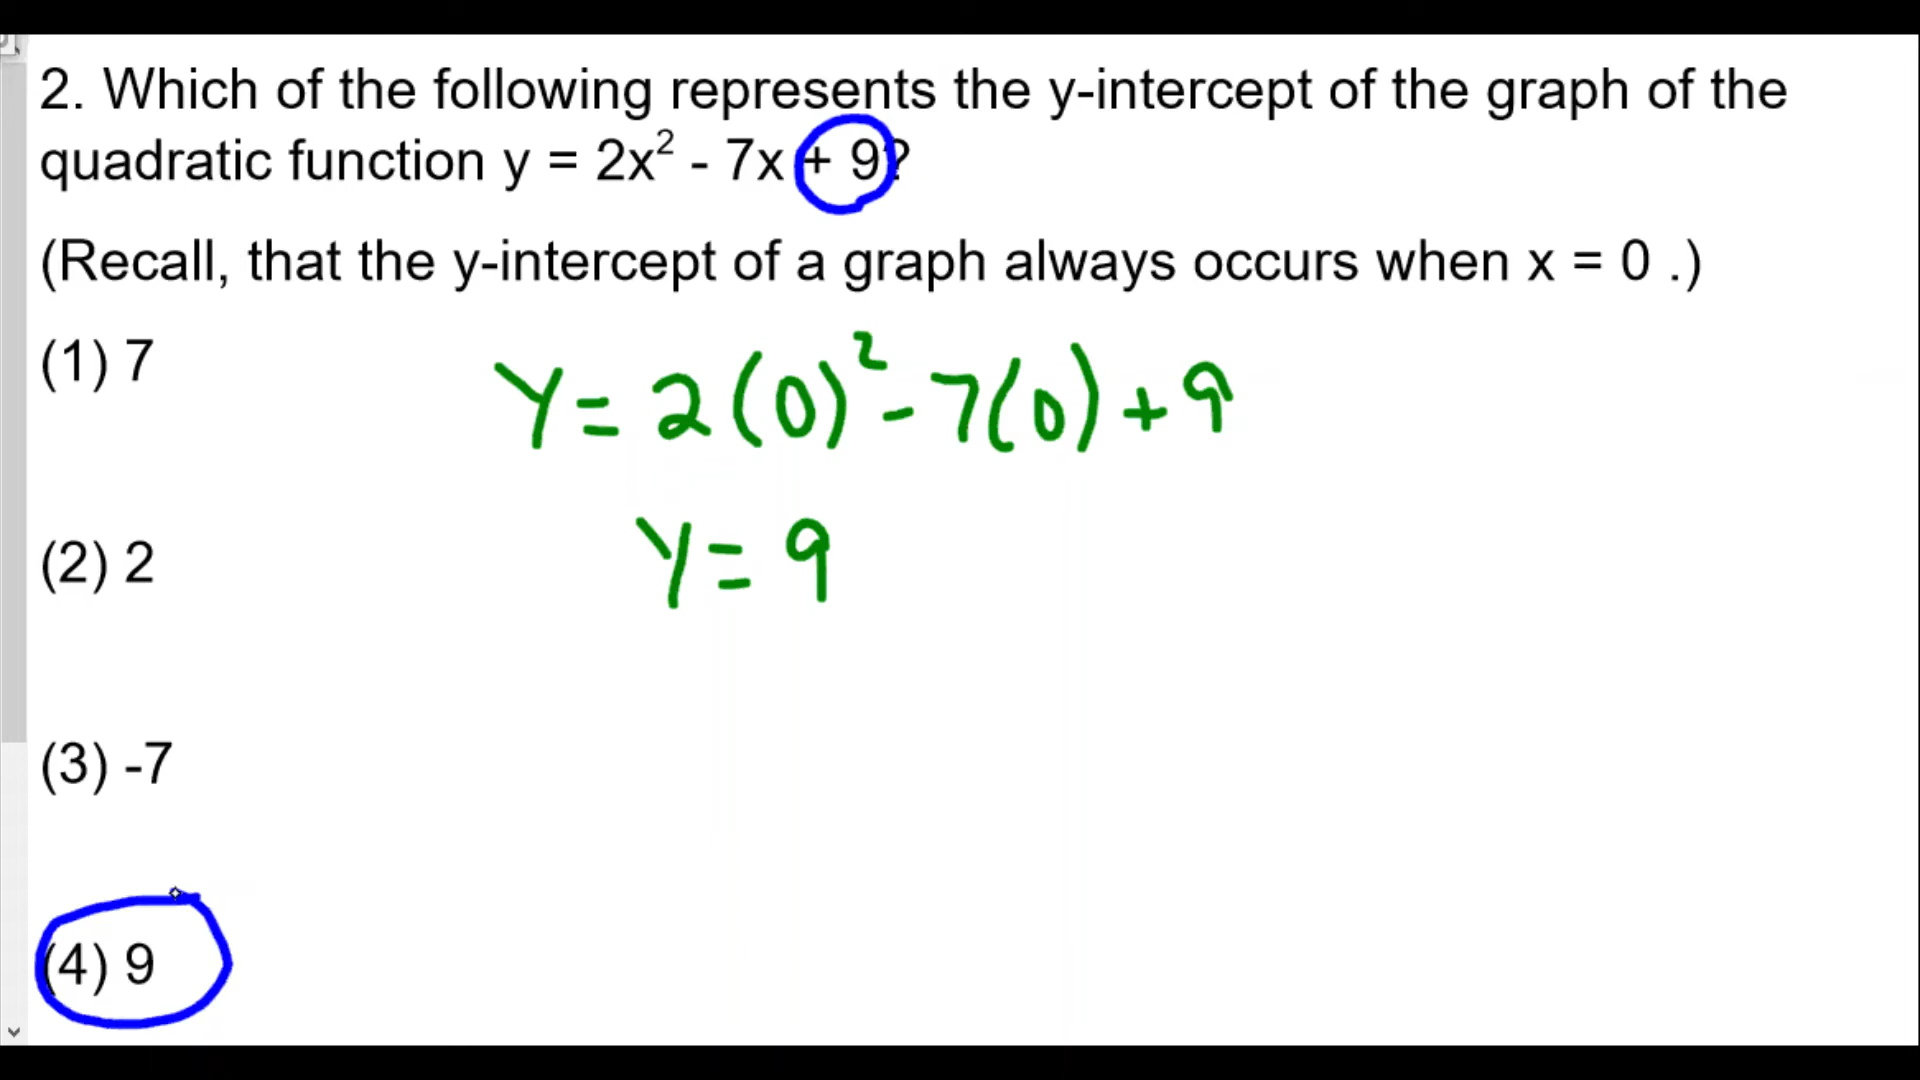 2. Which of the following represents the y-intercept of the graph of the
quadratic function y = 2x² - 7x + 9?
(Recall, that the y-intercept of a graph always occurs when x = 0 .)
(1) 7
y = 2(0)² - 7(0) + 9
(2) 2
y = 9
(3) -7
(4) 9